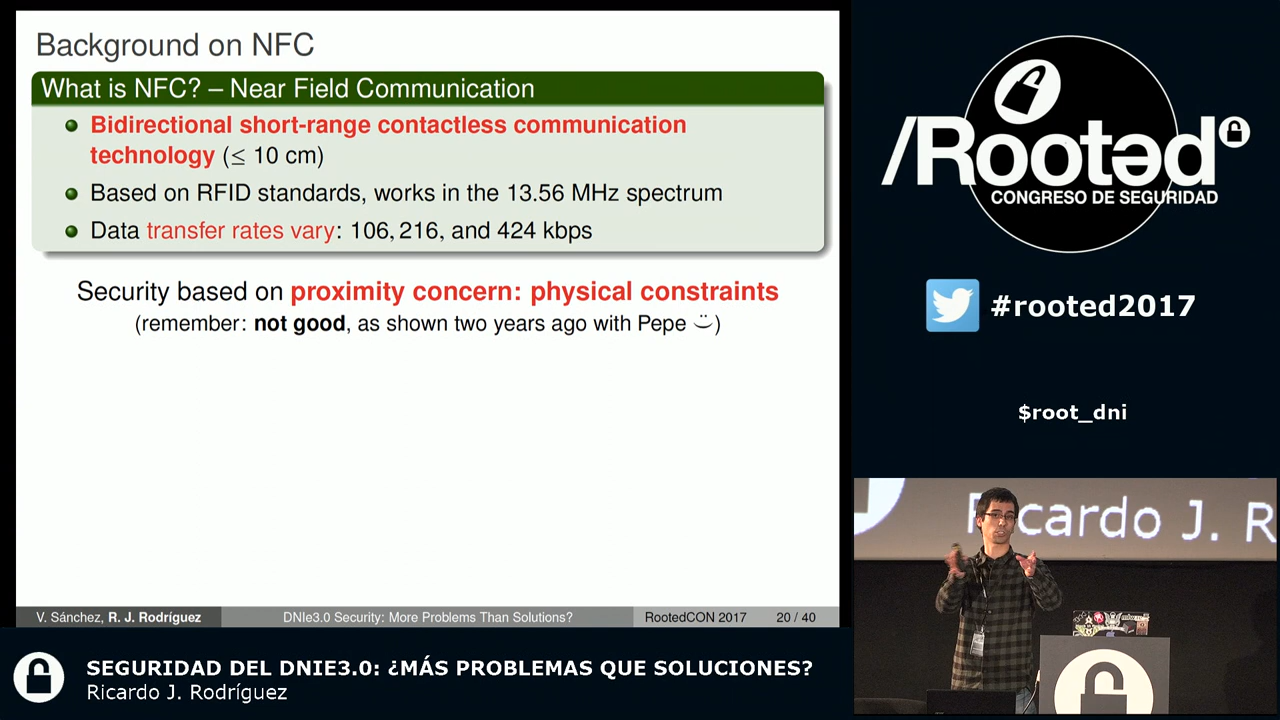 Background on NFC
What is NFC? – Near Field Communication
Bidirectional short-range contactless communication
technology (≤ 10 cm)
Based on RFID standards, works in the 13.56 MHz spectrum
Data transfer rates vary: 106, 216, and 424 kbps
Security based on proximity concern: physical constraints
(remember: not good, as shown two years ago with Pepe )
V. Sánchez, R. J. Rodríguez
DNIe3.0 Security: More Problems Than Solutions?
RootedCON 2017
20 / 40
/Rootəd
CONGRESO DE SEGURIDAD
#rooted2017
$root_dni
Ricardo J. R
SEGURIDAD DEL DNIE3.0: ¿MÁS PROBLEMAS QUE SOLUCIONES?
Ricardo J. Rodríguez